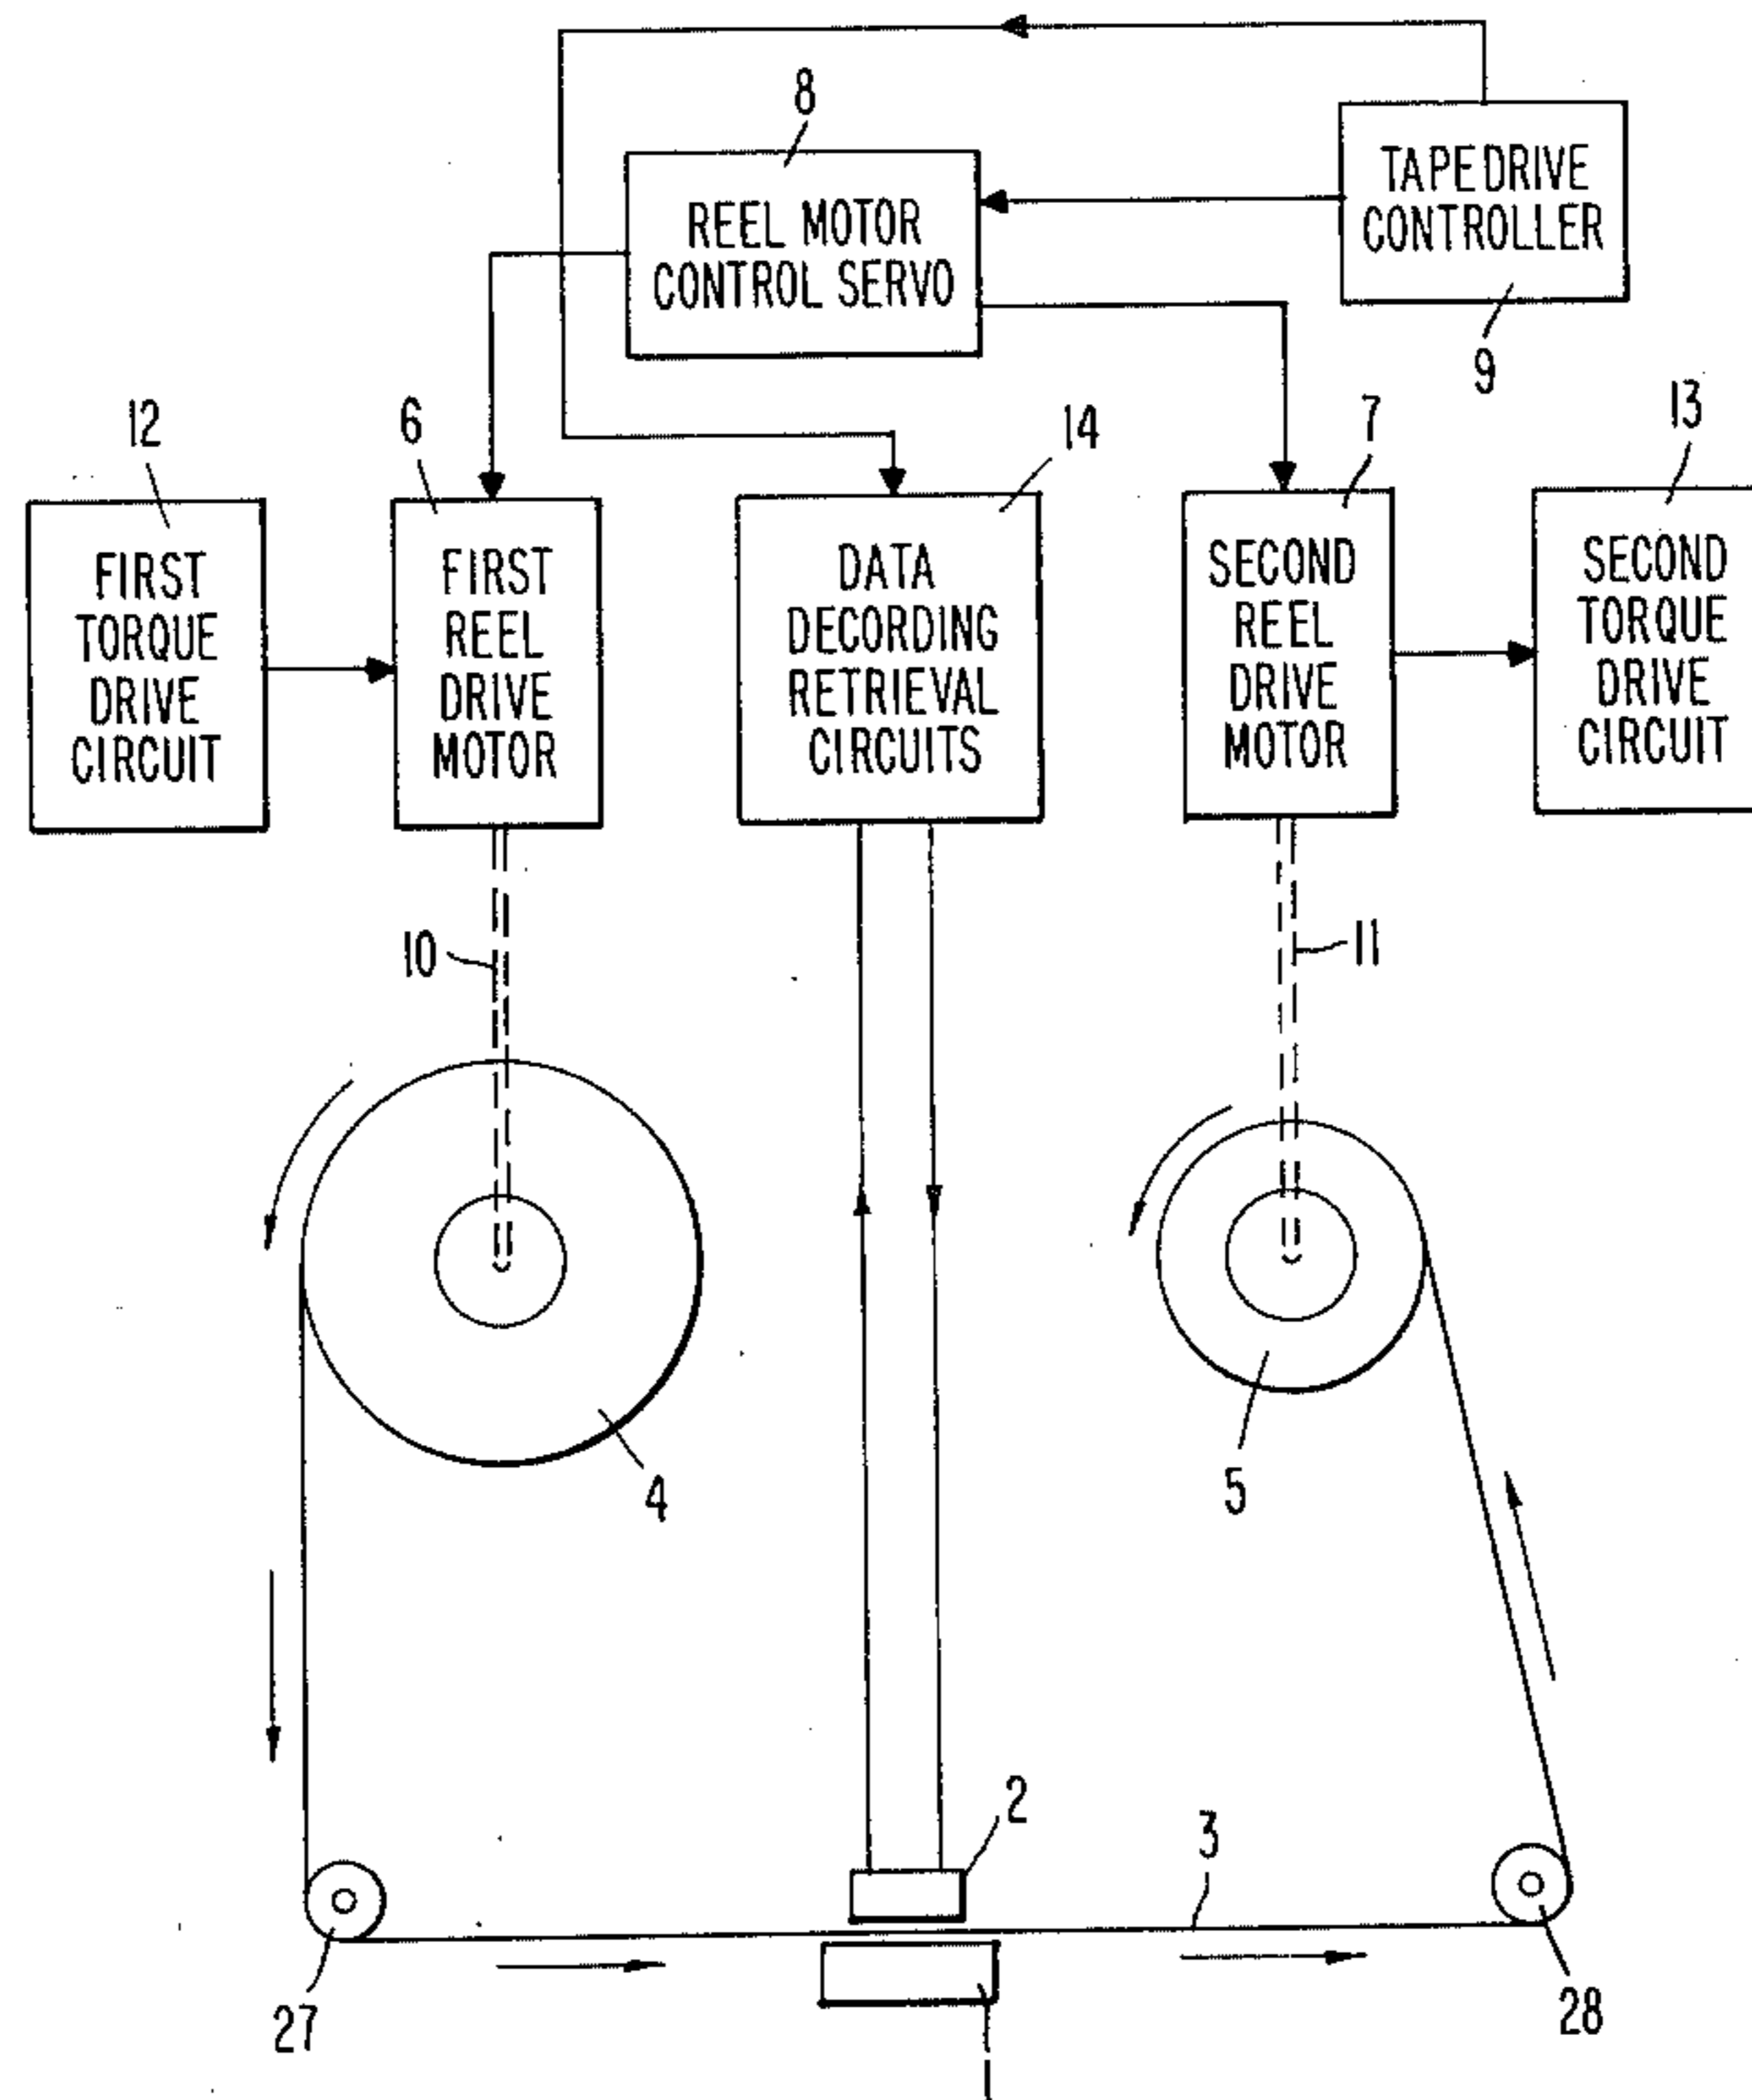 8
TAPE DRIVE
CONTROLLER
REEL MOTOR
CONTROL SERVO
9
12
6
14
7
13
FIRST
TORQUE
DRIVE
CIRCUIT
FIRST
REEL
DRIVE
MOTOR
DATA
DECORDING
RETRIEVAL
CIRCUITS
SECOND
REEL
DRIVE
MOTOR
SECOND
TORQUE
DRIVE
CIRCUIT
10
11
4
5
2
3
27
28
1